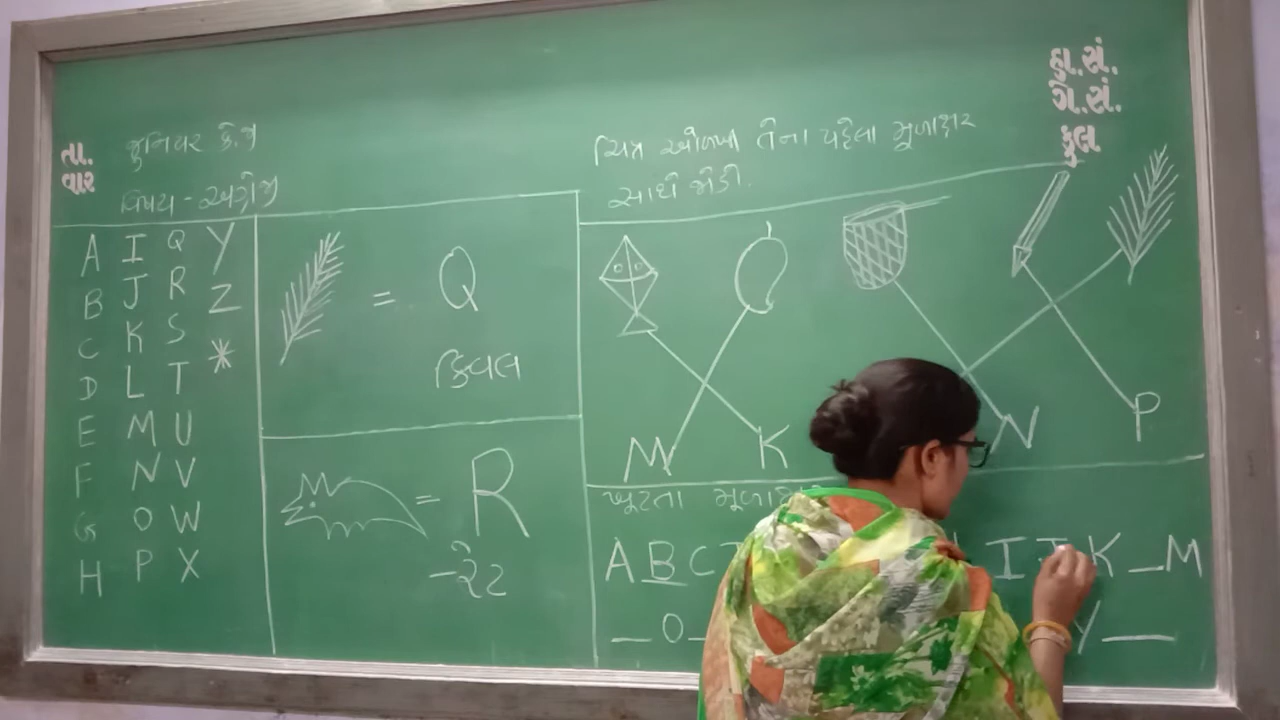 તા.
વાર
જુનિયર કે.જી
વિષય - અંગ્રેજી
હા.સં.
ગે.સં.
કુલ
ચિત્ર ઓળખી તેના પહેલા મૂળાક્ષર
સાથે જોડો.
A I Q Y
B J R Z
C K S *
D L T
E M U
F N V
G O W
H P X
= Q
ક્વિલ
= R
- રેટ
M K N P
ખૂટતા
A B C I J K _ M
_ O _ Y _